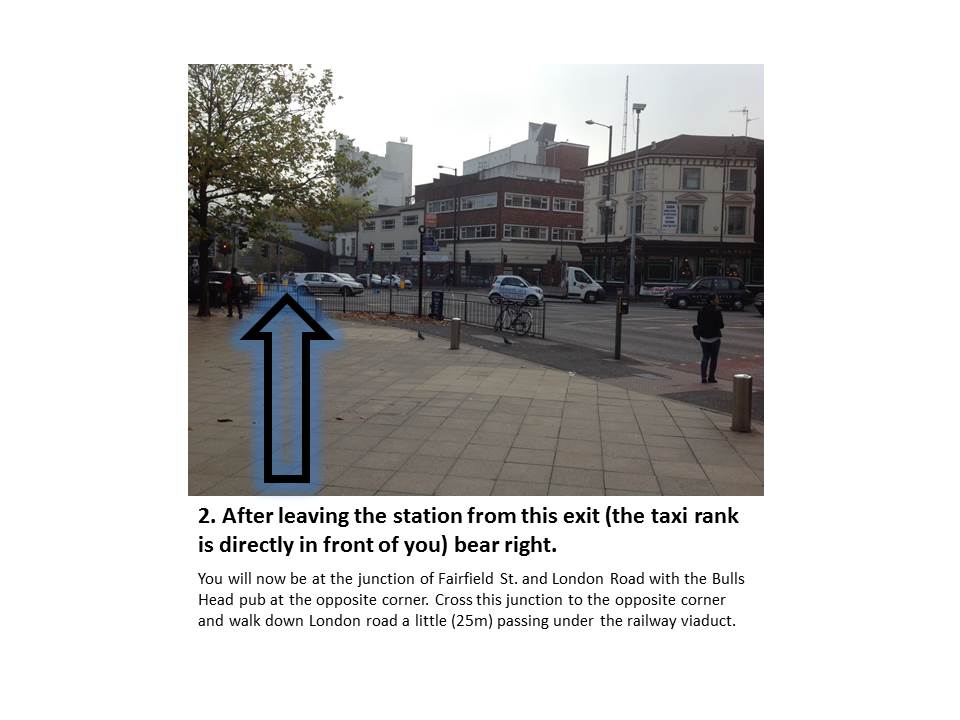 2. After leaving the station from this exit (the taxi rank
is directly in front of you) bear right.
You will now be at the junction of Fairfield St. and London Road with the Bulls
Head pub at the opposite corner. Cross this junction to the opposite corner
and walk down London road a little (25m) passing under the railway viaduct.